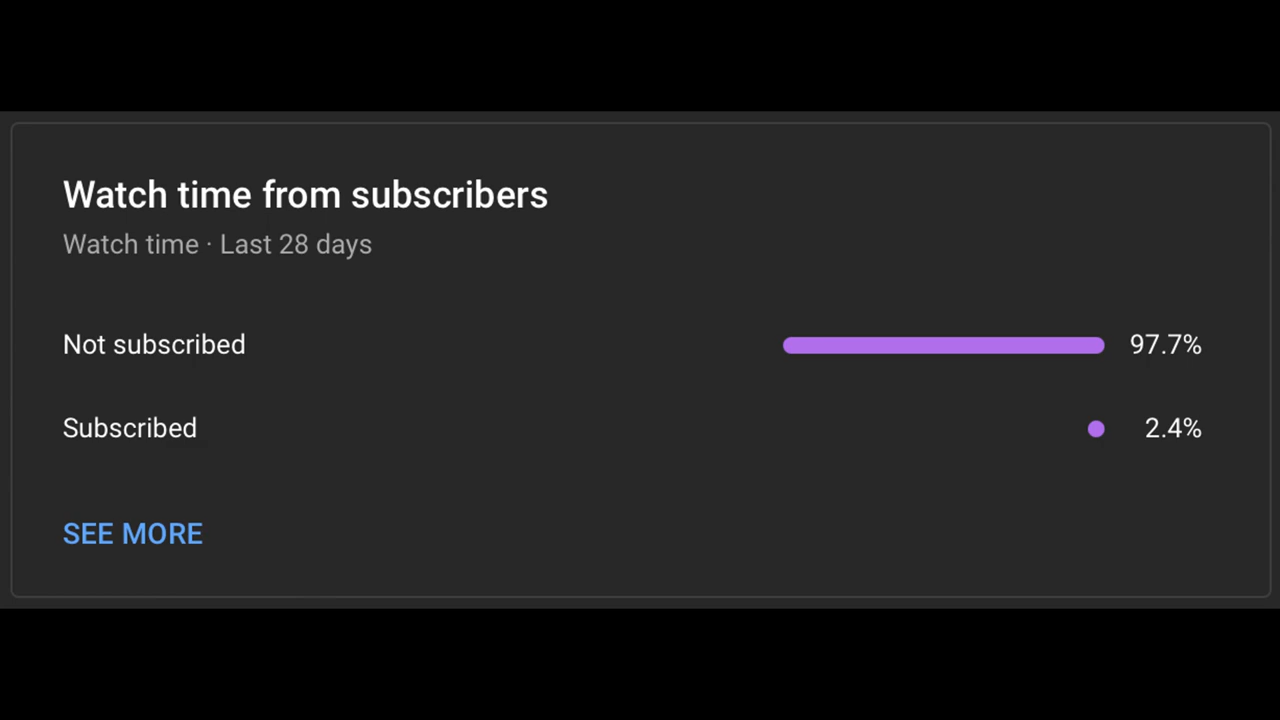 Watch time from subscribers
Watch time · Last 28 days
Not subscribed 97.7%
Subscribed 2.4%
SEE MORE